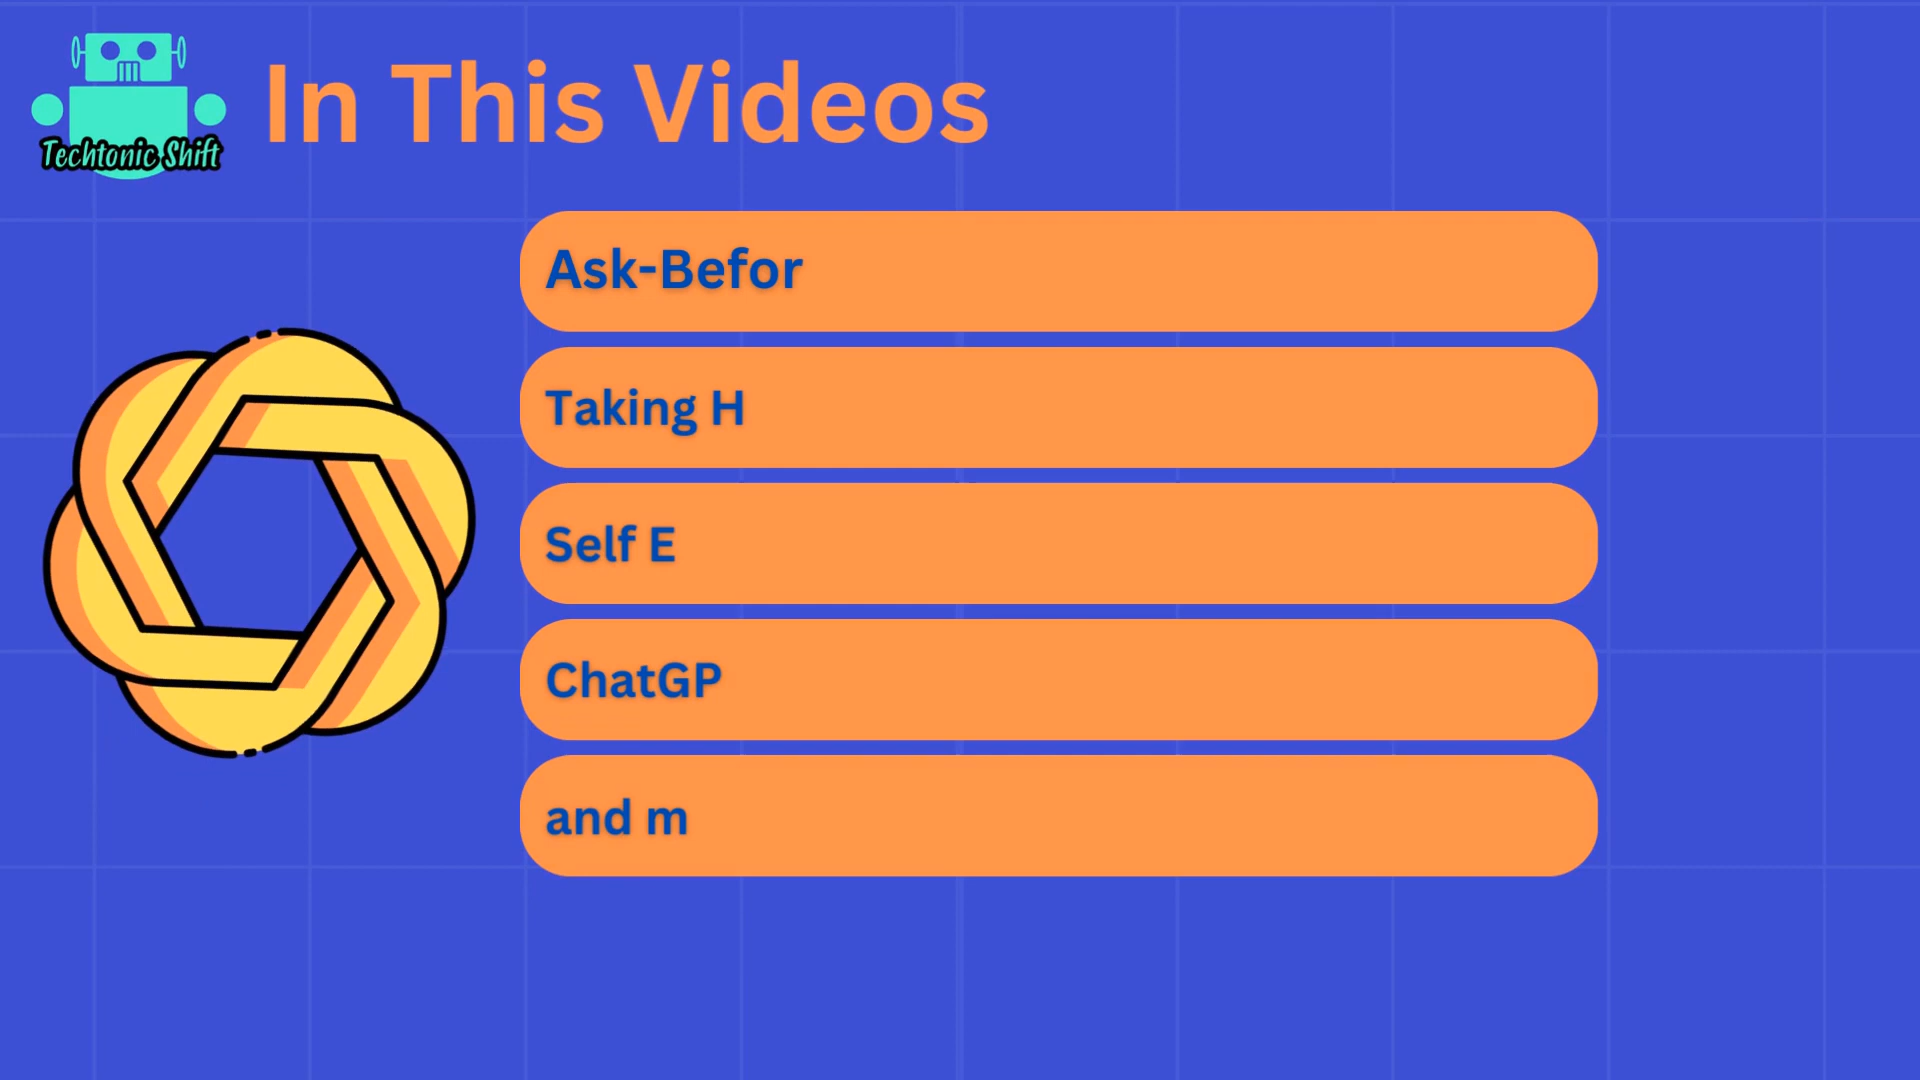 Techtonic Shift
In This Videos
Ask-Befor
Taking H
Self E
ChatGP
and m